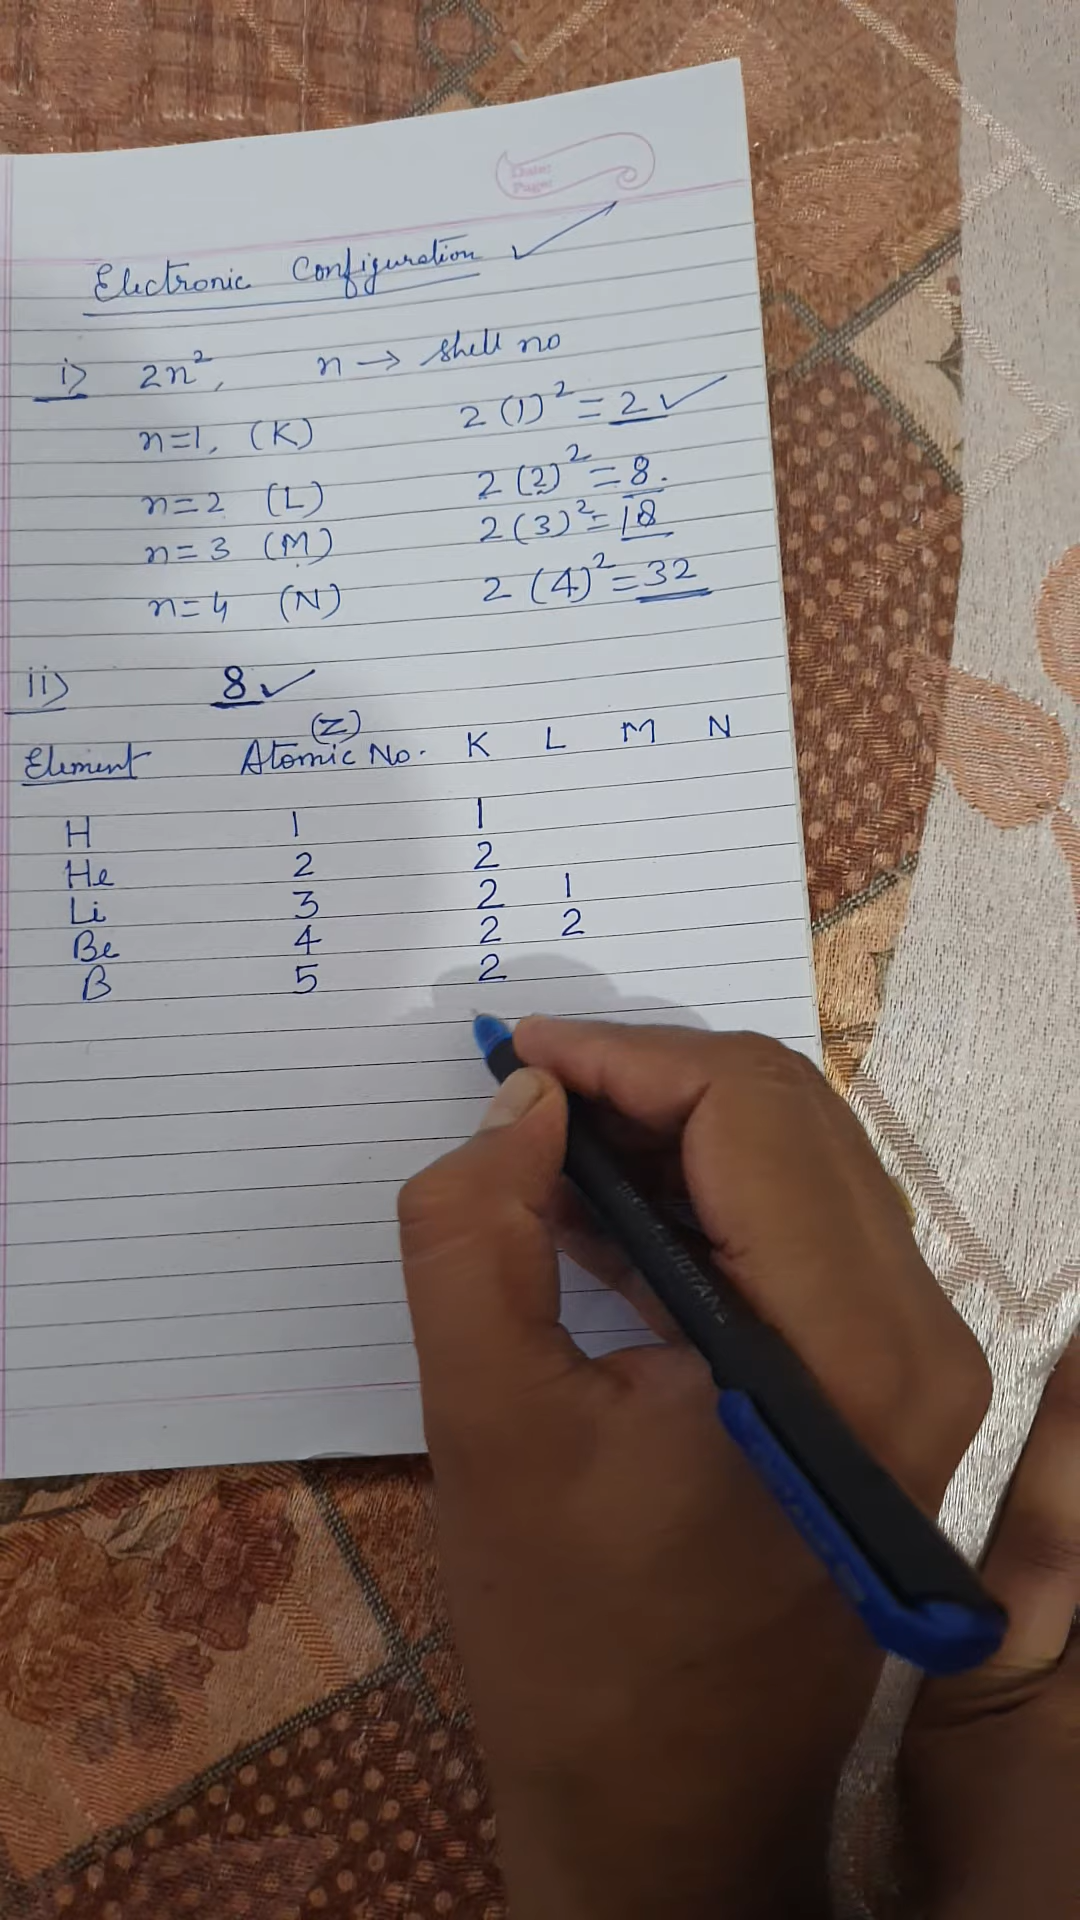 Date:
Page:
Electronic Configuration ✓
i) 2n², n → shell no
n=1, (K) 2 (1)² = 2 ✓
n=2 (L) 2 (2)² = 8.
n=3 (M) 2 (3)² = 18
n=4 (N) 2 (4)² = 32
ii) 8 ✓
(Z)
Element Atomic No. K L M N
H 1 1
He 2 2
Li 3 2 1
Be 4 2 2
B 5 2